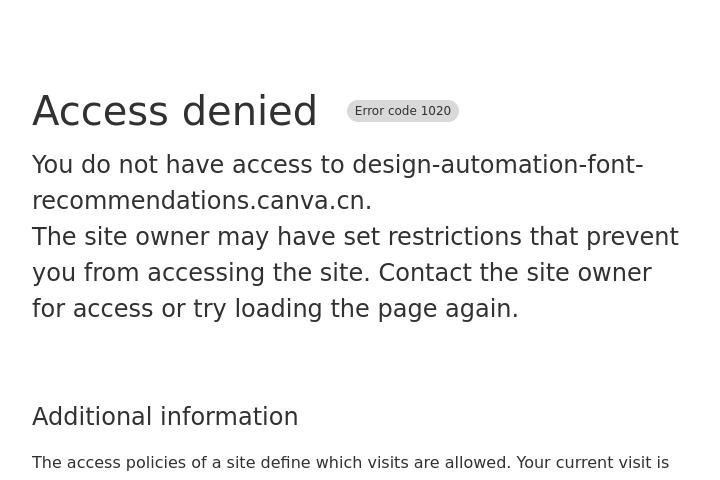 Access denied Error code 1020
You do not have access to design-automation-font-
recommendations.canva.cn.
The site owner may have set restrictions that prevent
you from accessing the site. Contact the site owner
for access or try loading the page again.
Additional information
The access policies of a site define which visits are allowed. Your current visit is